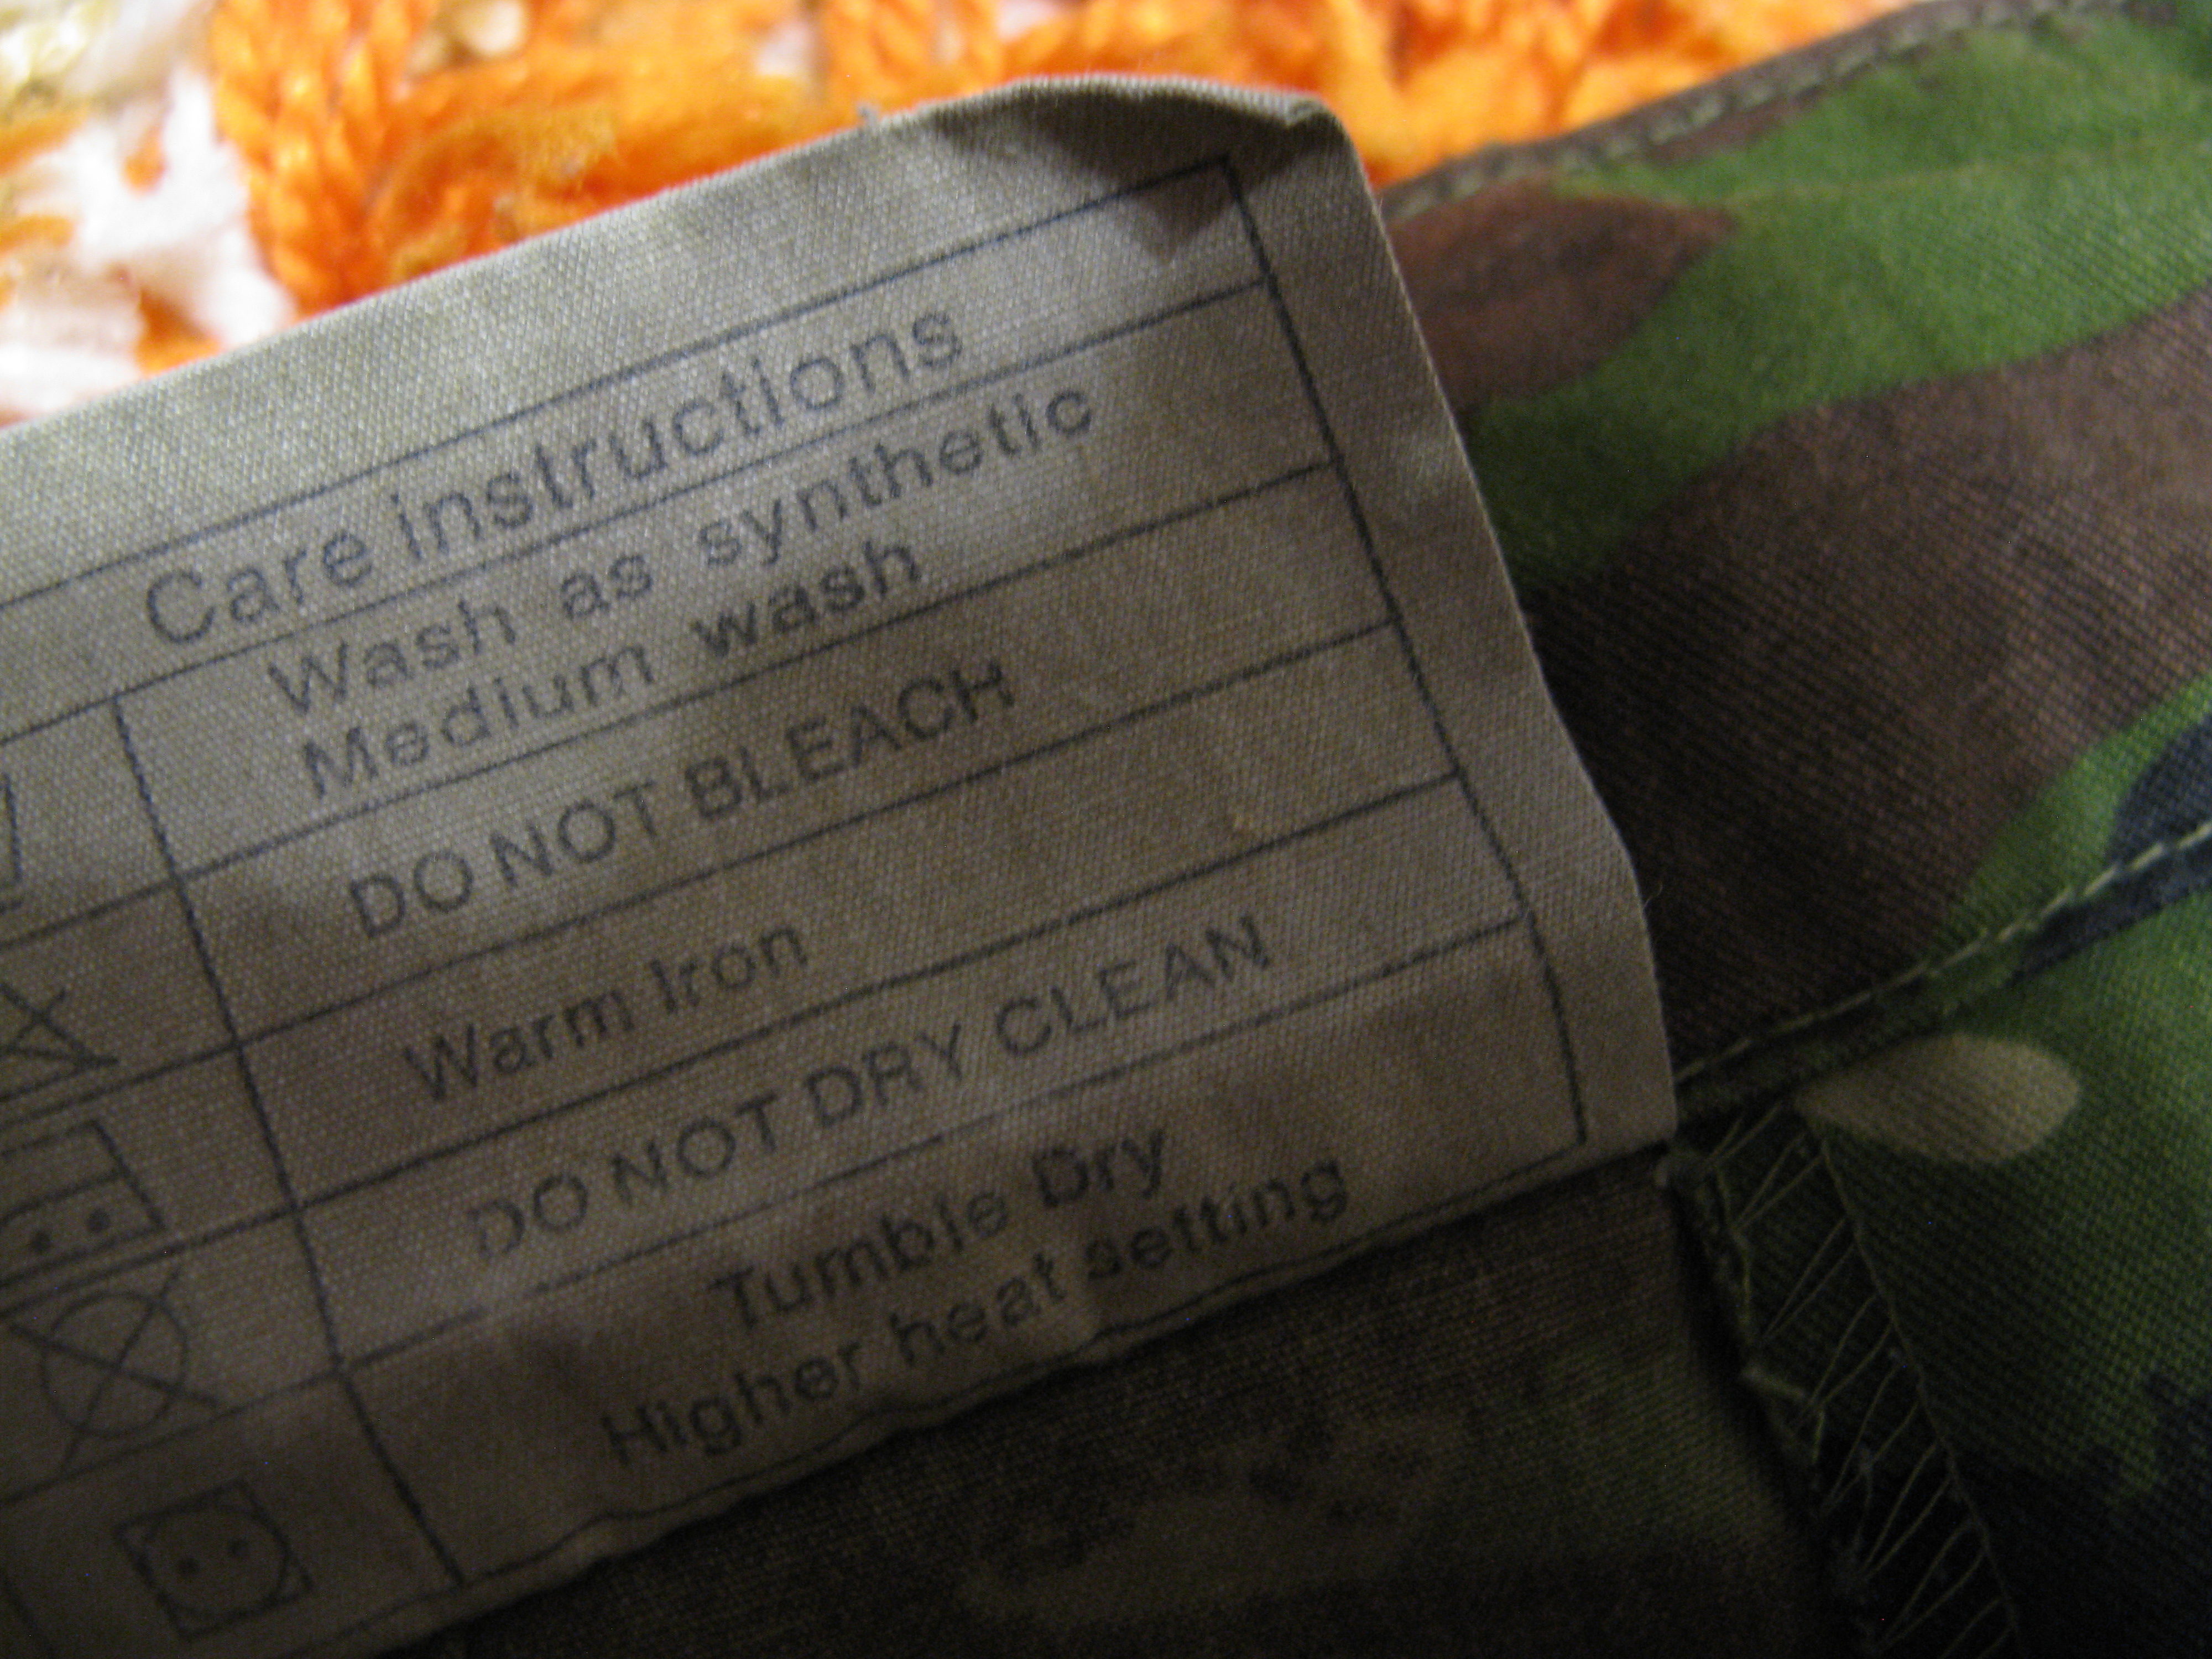 Care instructions
Wash as synthetic
Medium wash
DO NOT BLEACH
Warm Iron
DO NOT DRY CLEAN
Tumble Dry
Higher heat setting